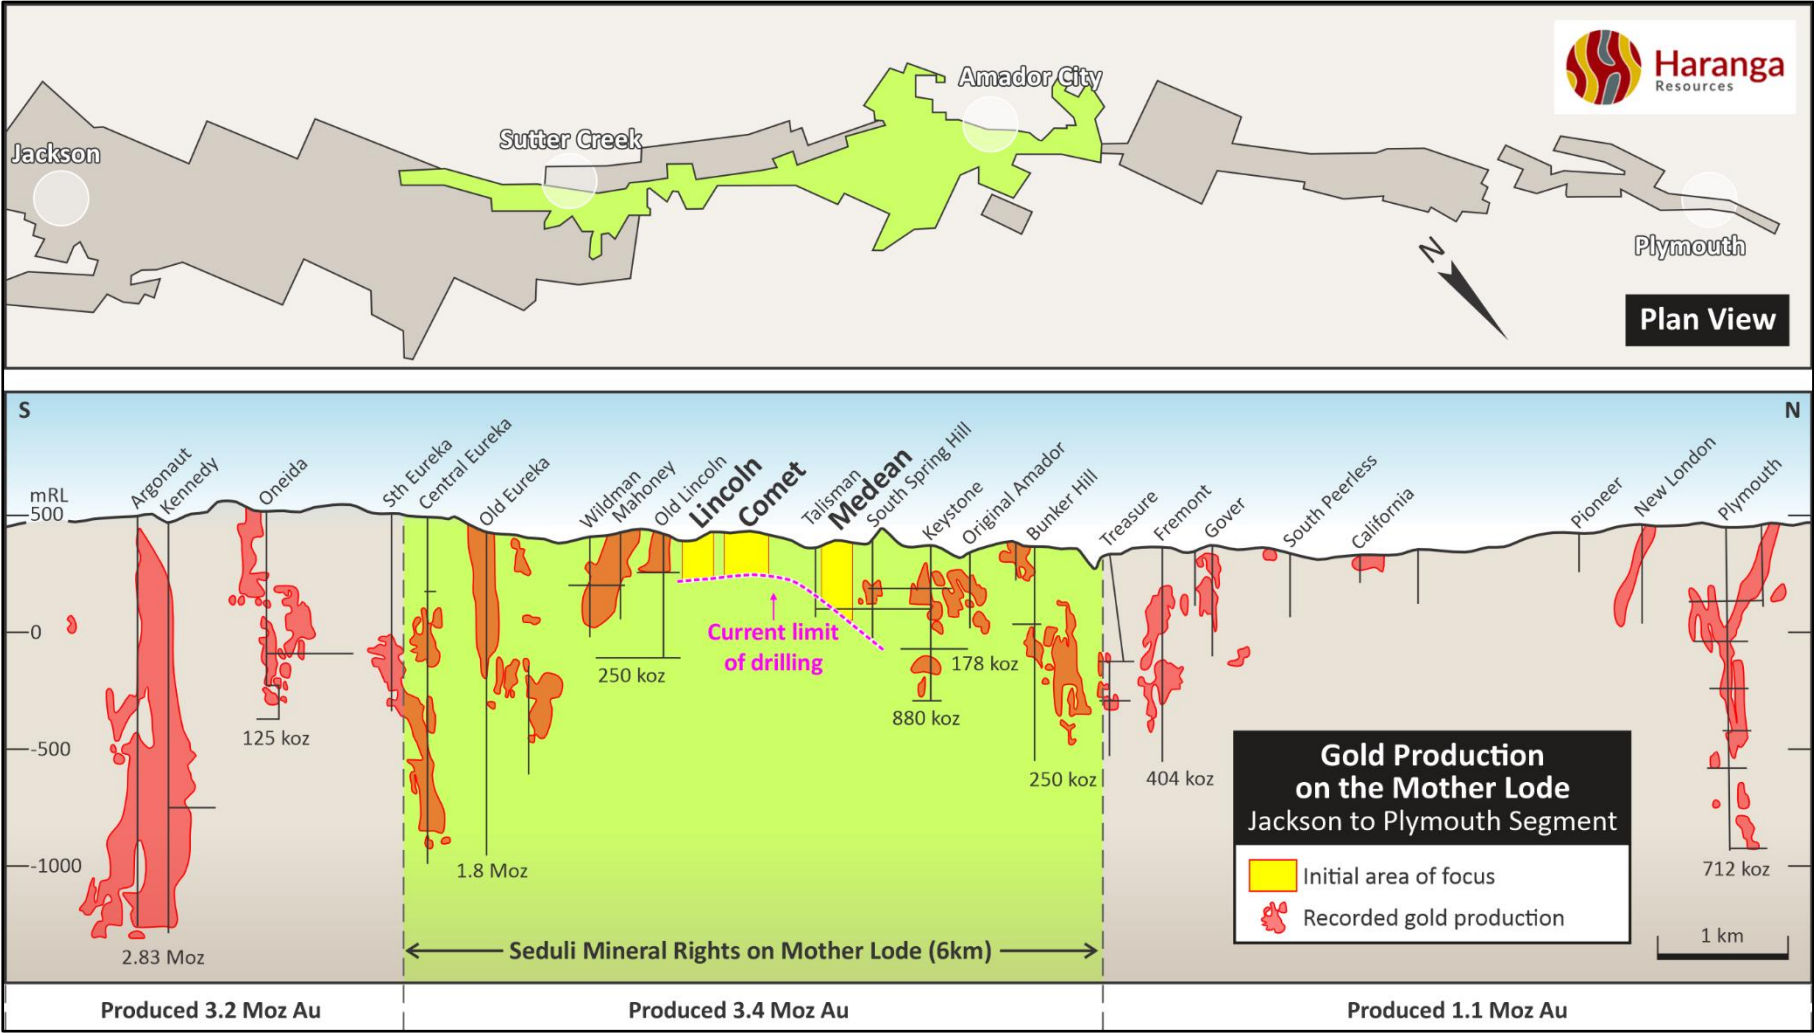 Haranga
Resources
Amador City
Sutter Creek
Jackson
Plymouth
N
Plan View
S
N
Argonaut
Kennedy
Oneida
Sth Eureka
Central Eureka
Old Eureka
Wildman
Mahoney
Old Lincoln
Lincoln
Comet
Talisman
Medean
South Spring Hill
Keystone
Original Amador
Bunker Hill
Treasure
Fremont
Gover
South Peerless
California
Pioneer
New London
Plymouth
mRL
500
0
-500
-1000
Current limit
of drilling
250 koz
178 koz
880 koz
125 koz
250 koz
404 koz
1.8 Moz
712 koz
2.83 Moz
Gold Production
on the Mother Lode
Jackson to Plymouth Segment
Initial area of focus
Recorded gold production
1 km
Seduli Mineral Rights on Mother Lode (6km)
Produced 3.2 Moz Au
Produced 3.4 Moz Au
Produced 1.1 Moz Au